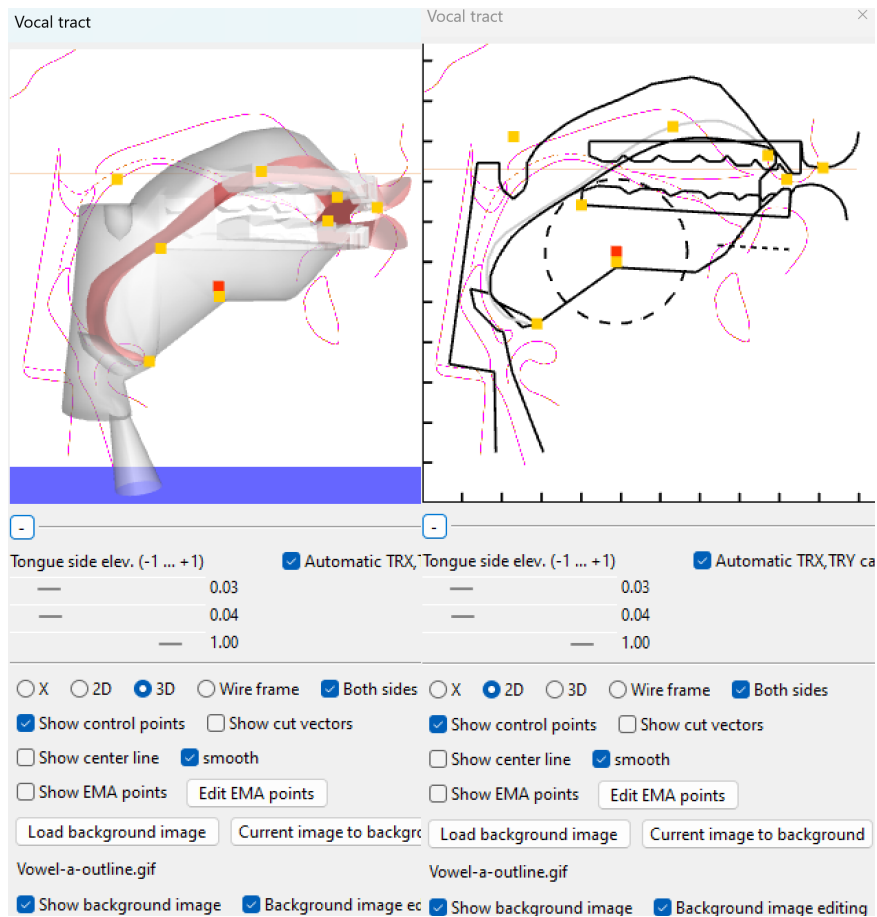 Vocal tract
-
Tongue side elev. (-1 ... +1)
Automatic TRX,
0.03
0.04
1.00
X
2D
3D
Wire frame
Both sides
Show control points
Show cut vectors
Show center line
smooth
Show EMA points
Edit EMA points
Load background image
Current image to backgro
Vowel-a-outline.gif
Show background image
Background image ed
Vocal tract
-
Tongue side elev. (-1 ... +1)
Automatic TRX,TRY ca
0.03
0.04
1.00
X
2D
3D
Wire frame
Both sides
Show control points
Show cut vectors
Show center line
smooth
Show EMA points
Edit EMA points
Load background image
Current image to background
Vowel-a-outline.gif
Show background image
Background image editing